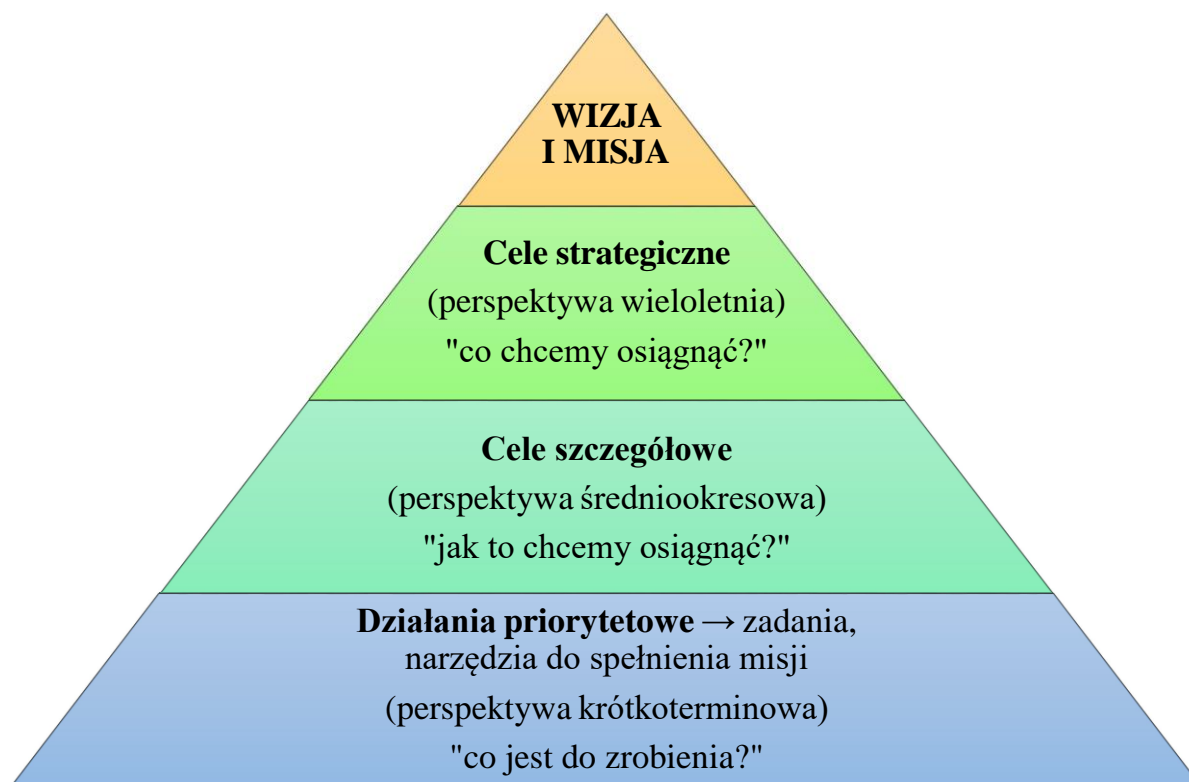 WIZJA
I MISJA
Cele strategiczne
(perspektywa wieloletnia)
"co chcemy osiągnąć?"
Cele szczegółowe
(perspektywa średniookresowa)
"jak to chcemy osiągnąć?"
Działania priorytetowe → zadania,
narzędzia do spełnienia misji
(perspektywa krótkoterminowa)
"co jest do zrobienia?"